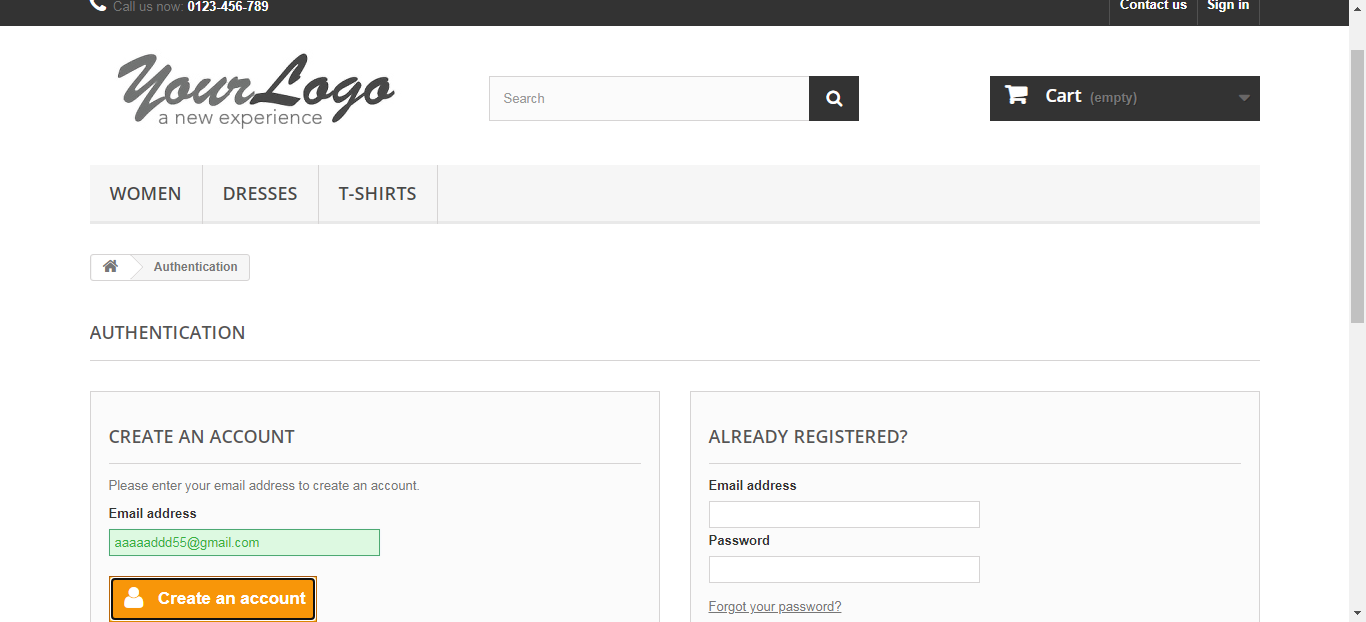 Call us now: 0123-456-789
Contact us
Sign in
YourLogo
a new experience
Search
Cart (empty)
WOMEN
DRESSES
T-SHIRTS
Authentication
AUTHENTICATION
CREATE AN ACCOUNT
Please enter your email address to create an account.
Email address
aaaaaddd55@gmail.com
Create an account
ALREADY REGISTERED?
Email address
Password
Forgot your password?